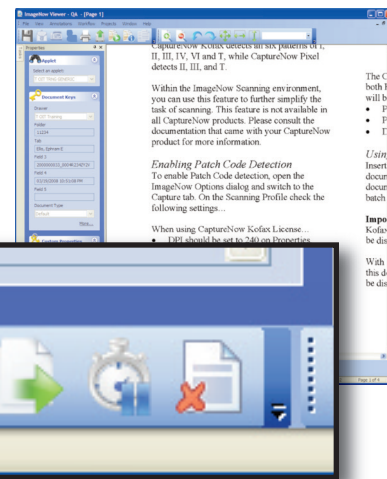 ImageNow Viewer - QA - [Page 1]
File View Annotations Workflow Projects Window Help
Properties
Applet
Select an applet:
Document Keys
Drawer
Folder
Tab
Field 3
Field 4
Field 5
Document Type
Default
More...
Custom Properties
CaptureNow Kofax detects all six patterns of I,
II, III, IV, VI and T, while CaptureNow Pixel
detects II, III, and T.
Within the ImageNow Scanning environment,
you can use this feature to further simplify the
task of scanning. This feature is not available in
all CaptureNow products. Please consult the
documentation that came with your CaptureNow
product for more information.
Enabling Patch Code Detection
To enable Patch Code detection, open the
ImageNow Options dialog and switch to the
Capture tab. On the Scanning Profile check the
following settings…
When using CaptureNow Kofax License…
• DPI should be set to 240 on Properties
The C
both
will b
• P
• P
• D
Usin
Insert
docum
docum
batch
Impo
Kofax
be dis
With
this d
be dis
Page 1 of 4